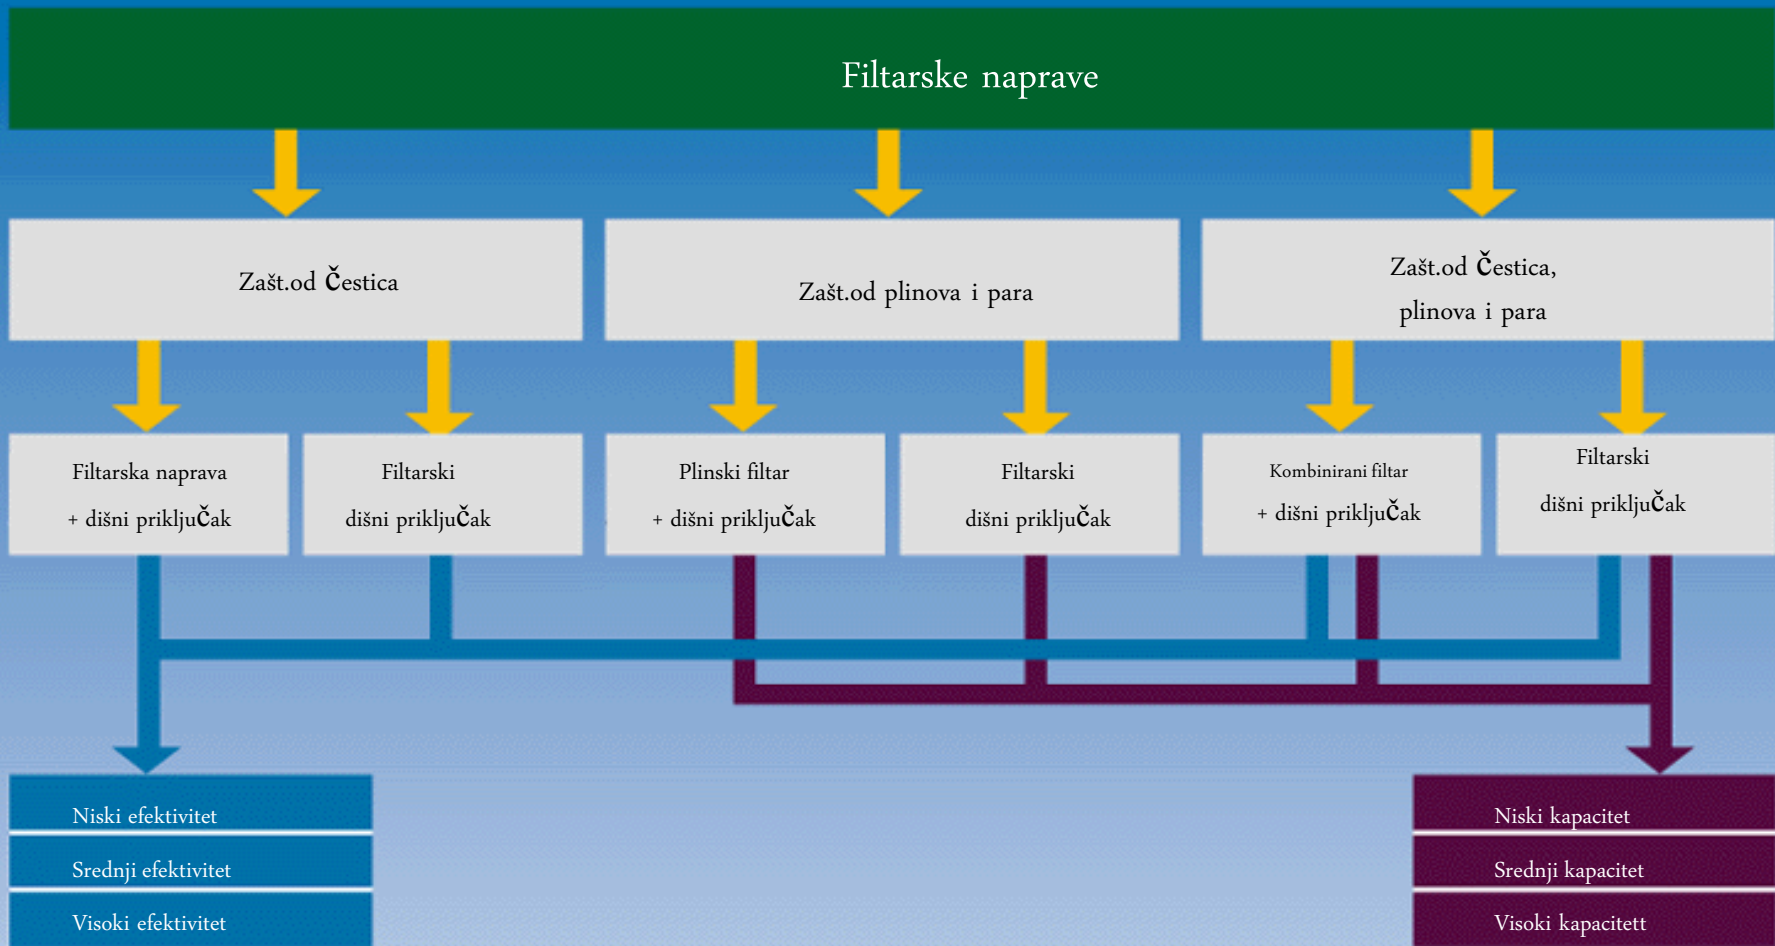 Filtarske naprave
Zašt.od Čestica
Zašt.od plinova i para
Zašt.od Čestica,
plinova i para
Filtarska naprava
+ dišni priključak
Filtarski
dišni priključak
Plinski filtar
+ dišni priključak
Filtarski
dišni priključak
Kombinirani filtar
+ dišni priključak
Filtarski
dišni priključak
Niski efektivitet
Srednji efektivitet
Visoki efektivitet
Niski kapacitet
Srednji kapacitet
Visoki kapacitett